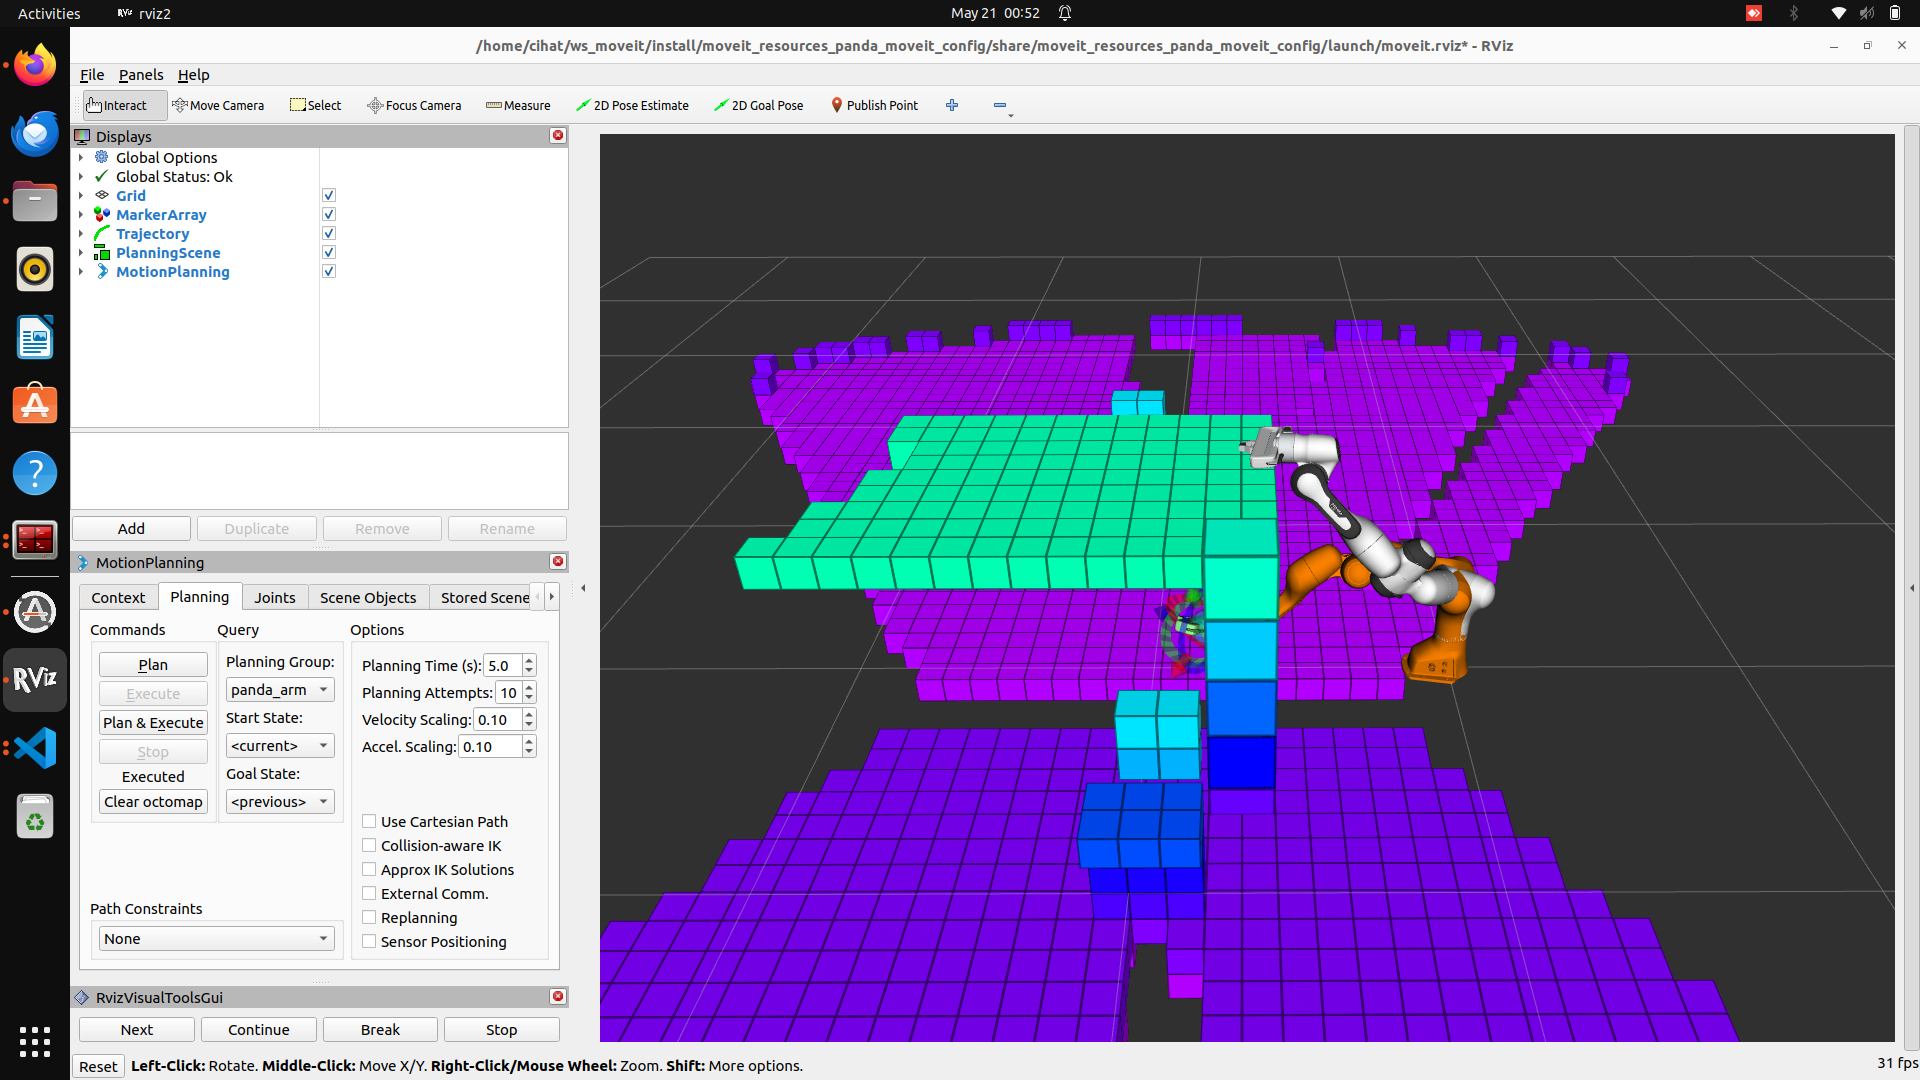 Activities
rviz2
May 21 00:52
/home/cihat/ws_moveit/install/moveit_resources_panda_moveit_config/share/moveit_resources_panda_moveit_config/launch/moveit.rviz* - RViz
File Panels Help
Interact Move Camera Select Focus Camera Measure 2D Pose Estimate 2D Goal Pose Publish Point
Displays
Global Options
Global Status: Ok
Grid
MarkerArray
Trajectory
PlanningScene
MotionPlanning
Add Duplicate Remove Rename
MotionPlanning
Context Planning Joints Scene Objects Stored Scene
Commands Query Options
Plan
Execute
Plan & Execute
Stop
Executed
Clear octomap
Planning Group:
panda_arm
Start State:
<current>
Goal State:
<previous>
Planning Time (s): 5.0
Planning Attempts: 10
Velocity Scaling: 0.10
Accel. Scaling: 0.10
Use Cartesian Path
Collision-aware IK
Approx IK Solutions
External Comm.
Replanning
Sensor Positioning
Path Constraints
None
RvizVisualToolsGui
Next Continue Break Stop
Reset Left-Click: Rotate. Middle-Click: Move X/Y. Right-Click/Mouse Wheel: Zoom. Shift: More options.
31 fps
RViz